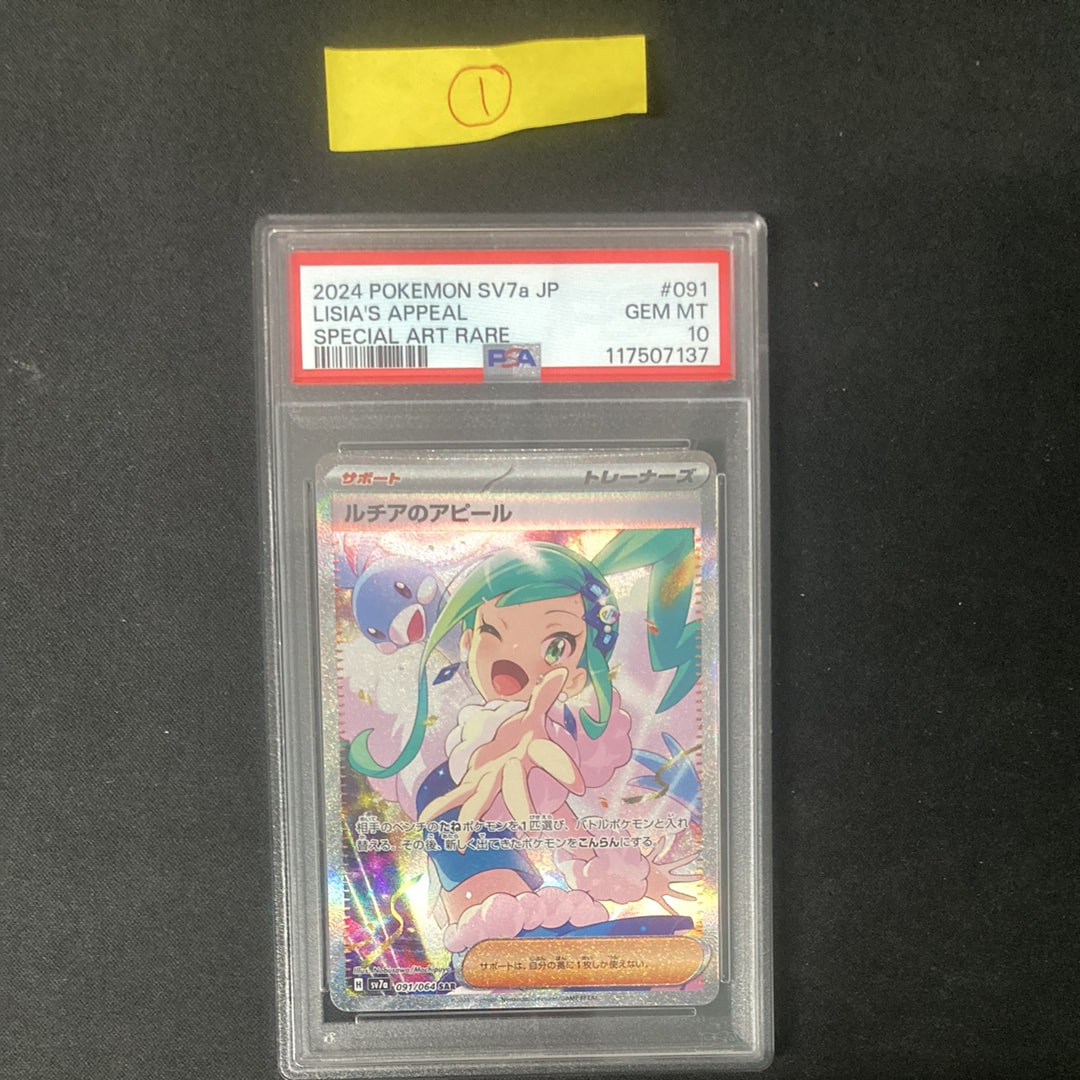 ①
2024 POKEMON SV7a JP #091
LISIA'S APPEAL GEM MT
SPECIAL ART RARE 10
PSA 117507137
サポート トレーナーズ
ルチアのアピール
相手のベンチのたねポケモンを1匹選び、バトルポケモンと入れ
替える。その後、新しく出てきたポケモンをこんらんにする。
サポートは、自分の番に1枚しか使えない。
H sv7a 091/064 SAR